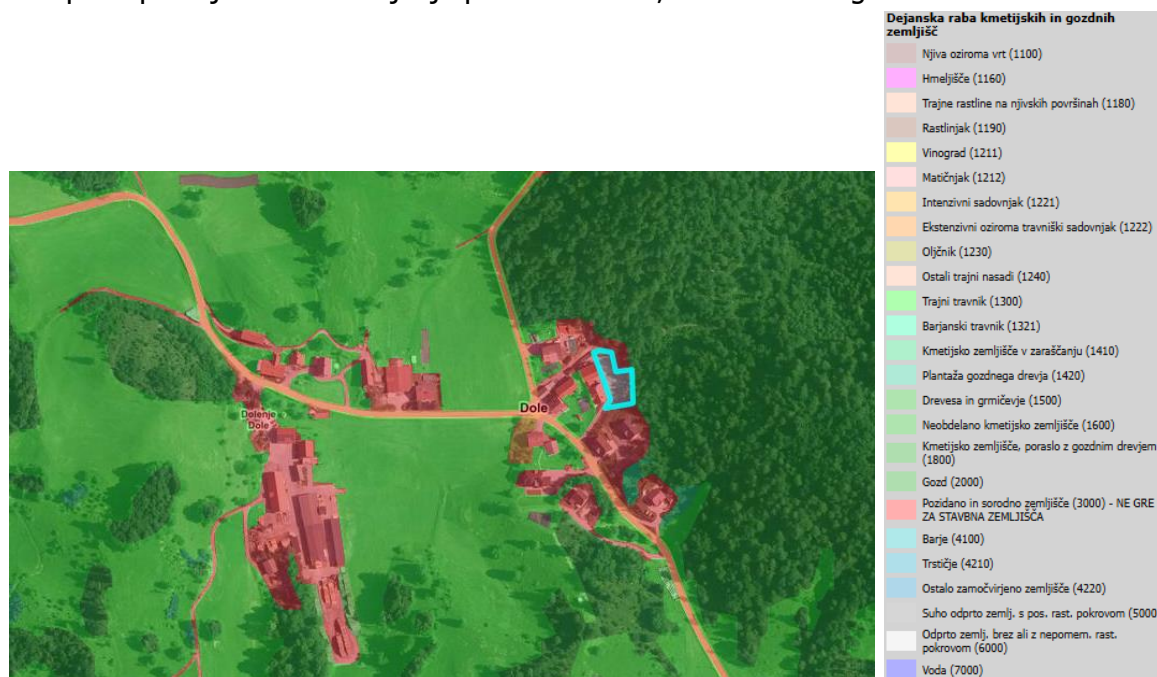 Dejanska raba kmetijskih in gozdnih
zemljišč
Njiva oziroma vrt (1100)
Hmeljišče (1160)
Trajne rastline na njivskih površinah (1180)
Rastlinjak (1190)
Vinograd (1211)
Matičnjak (1212)
Intenzivni sadovnjak (1221)
Ekstenzivni oziroma travniški sadovnjak (1222)
Oljčnik (1230)
Ostali trajni nasadi (1240)
Trajni travnik (1300)
Barjanski travnik (1321)
Kmetijsko zemljišče v zaraščanju (1410)
Plantaža gozdnega drevja (1420)
Drevesa in grmičevje (1500)
Neobdelano kmetijsko zemljišče (1600)
Kmetijsko zemljišče, poraslo z gozdnim drevjem
(1800)
Gozd (2000)
Pozidano in sorodno zemljišče (3000) - NE GRE
ZA STAVBNA ZEMLJIŠČA
Barje (4100)
Trstičje (4210)
Ostalo zamočvirjeno zemljišče (4220)
Suho odprto zemlj. s pos. rast. pokrovom (5000
Odprto zemlj. brez ali z nepomem. rast.
pokrovom (6000)
Voda (7000)
Dole
Dolenje
Dole